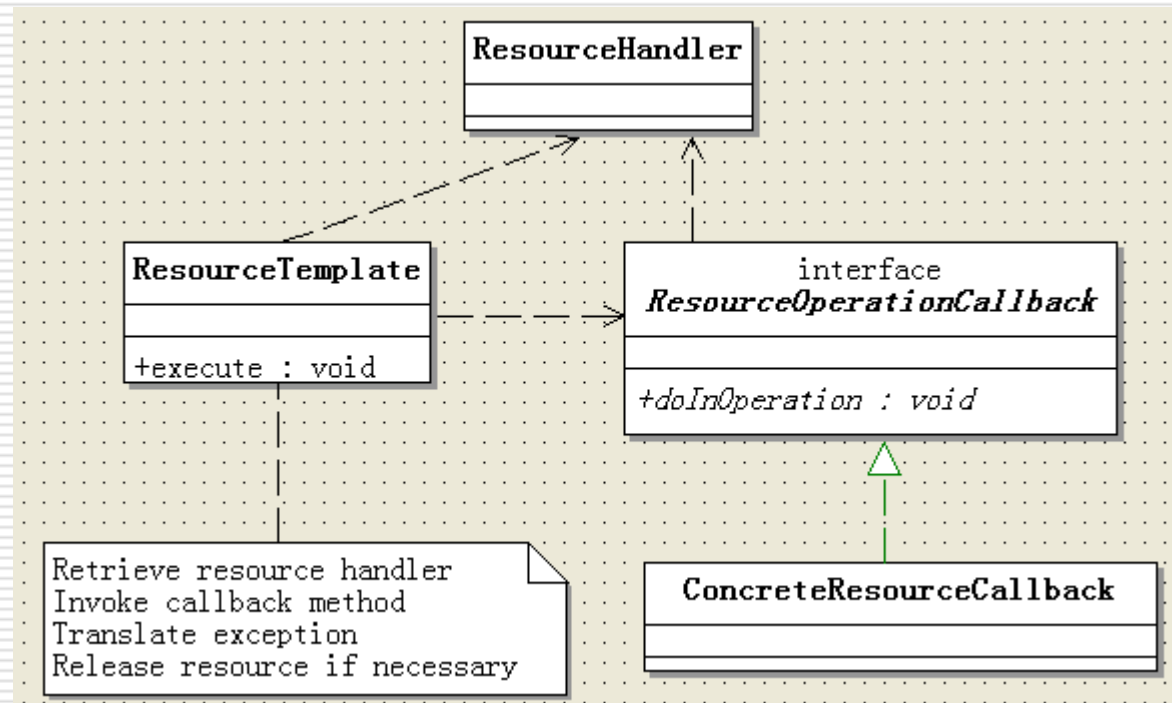 ResourceHandler
ResourceTemplate
+execute : void
interface
ResourceOperationCallback
+doInOperation : void
Retrieve resource handler
Invoke callback method
Translate exception
Release resource if necessary
ConcreteResourceCallback